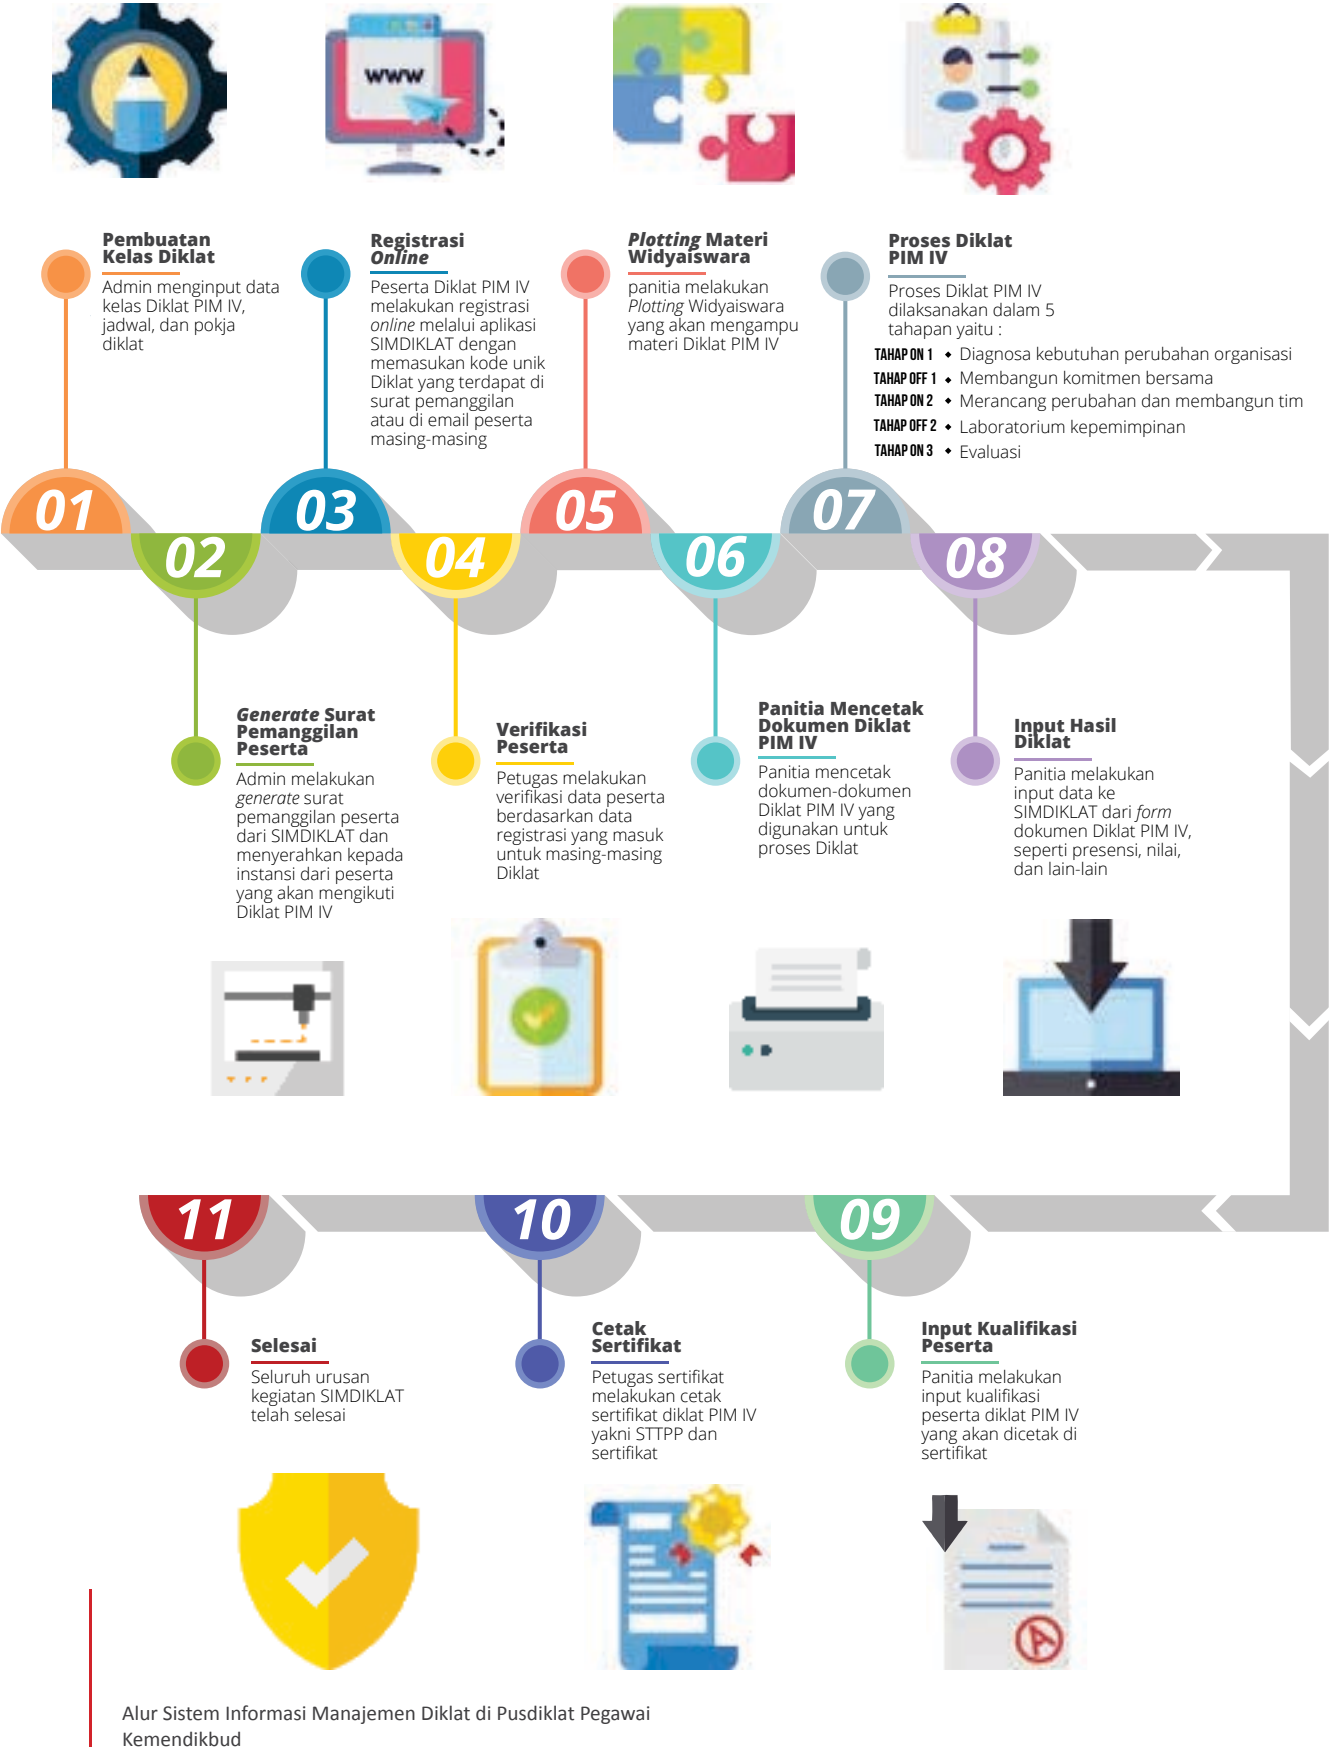 www
Pembuatan
Kelas Diklat
Admin menginput data
kelas Diklat PIM IV,
jadwal, dan pokja
diklat
01
Generate Surat
Pemanggilan
Peserta
Admin melakukan
generate surat
pemanggilan peserta
dari SIMDIKLAT dan
menyerahkan kepada
instansi dari peserta
yang akan mengikuti
Diklat PIM IV
02
Registrasi
Online
Peserta Diklat PIM IV
melakukan registrasi
online melalui aplikasi
SIMDIKLAT dengan
memasukan kode unik
Diklat yang terdapat di
surat pemanggilan
atau di email peserta
masing-masing
03
Verifikasi
Peserta
Petugas melakukan
verifikasi data peserta
berdasarkan data
registrasi yang masuk
untuk masing-masing
Diklat
04
Plotting Materi
Widyaiswara
panitia melakukan
Plotting Widyaiswara
yang akan mengampu
materi Diklat PIM IV
05
Panitia Mencetak
Dokumen Diklat
PIM IV
Panitia mencetak
dokumen-dokumen
Diklat PIM IV yang
digunakan untuk
proses Diklat
06
Proses Diklat
PIM IV
Proses Diklat PIM IV
dilaksanakan dalam 5
tahapan yaitu :
TAHAP ON 1 ◆ Diagnosa kebutuhan perubahan organisasi
TAHAP OFF 1 ◆ Membangun komitmen bersama
TAHAP ON 2 ◆ Merancang perubahan dan membangun tim
TAHAP OFF 2 ◆ Laboratorium kepemimpinan
TAHAP ON 3 ◆ Evaluasi
07
Input Hasil
Diklat
Panitia melakukan
input data ke
SIMDIKLAT dari form
dokumen Diklat PIM IV,
seperti presensi, nilai,
dan lain-lain
08
09
Input Kualifikasi
Peserta
Panitia melakukan
input kualifikasi
peserta diklat PIM IV
yang akan dicetak di
sertifikat
A
10
Cetak
Sertifikat
Petugas sertifikat
melakukan cetak
sertifikat diklat PIM IV
yakni STTPP dan
sertifikat
11
Selesai
Seluruh urusan
kegiatan SIMDIKLAT
telah selesai
Alur Sistem Informasi Manajemen Diklat di Pusdiklat Pegawai
Kemendikbud